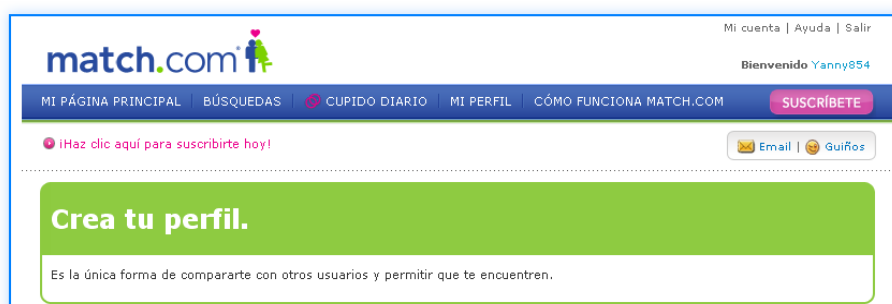 Mi cuenta | Ayuda | Salir
match.com
Bienvenido Yanny854
MI PÁGINA PRINCIPAL BÚSQUEDAS CUPIDO DIARIO MI PERFIL CÓMO FUNCIONA MATCH.COM SUSCRÍBETE
¡Haz clic aquí para suscribirte hoy! Email | Guiños
Crea tu perfil.
Es la única forma de compararte con otros usuarios y permitir que te encuentren.